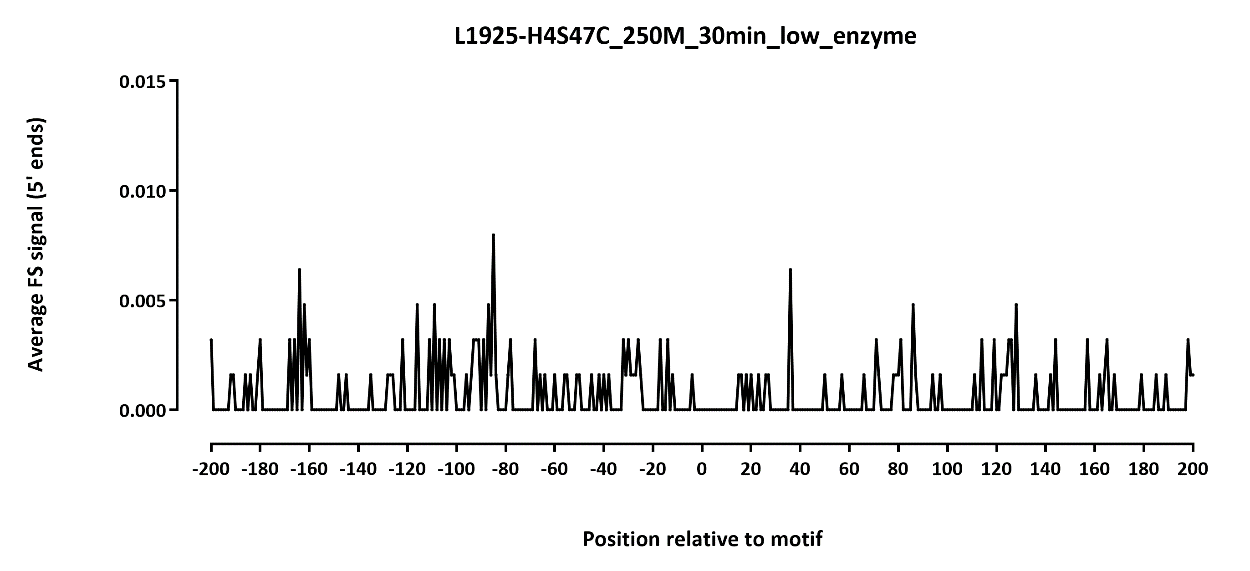 L1925-H4S47C_250M_30min_low_enzyme
Average FS signal (5' ends)
0.015
0.010
0.005
0.000
-200 -180 -160 -140 -120 -100 -80 -60 -40 -20 0 20 40 60 80 100 120 140 160 180 200
Position relative to motif